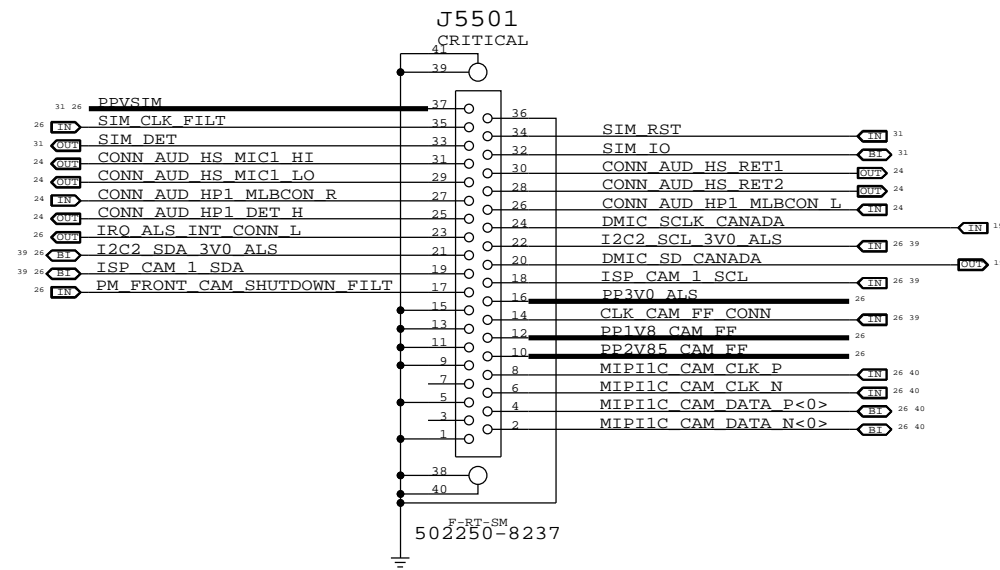 J5501
CRITICAL
41
39
31 26 PPVSIM 37
36
26 IN SIM_CLK_FILT 35
34 SIM_RST IN 31
31 OUT SIM_DET 33
32 SIM_IO BI 31
24 OUT CONN_AUD_HS_MIC1_HI 31
30 CONN_AUD_HS_RET1 OUT 24
24 OUT CONN_AUD_HS_MIC1_LO 29
28 CONN_AUD_HS_RET2 OUT 24
24 IN CONN_AUD_HP1_MLBCON_R 27
26 CONN_AUD_HP1_MLBCON_L IN 24
24 OUT CONN_AUD_HP1_DET_H 25
24 DMIC_SCLK_CANADA IN
26 OUT IRQ_ALS_INT_CONN_L 23
22 I2C2_SCL_3V0_ALS IN 26 39
39 26 BI I2C2_SDA_3V0_ALS 21
20 DMIC_SD_CANADA OUT
39 26 BI ISP_CAM_1_SDA 19
18 ISP_CAM_1_SCL IN 26 39
26 IN PM_FRONT_CAM_SHUTDOWN_FILT 17
16 PP3V0_ALS 26
15
14 CLK_CAM_FF_CONN IN 26 39
13
12 PP1V8_CAM_FF 26
11
10 PP2V85_CAM_FF 26
9
8 MIPI1C_CAM_CLK_P IN 26 40
7
6 MIPI1C_CAM_CLK_N IN 26 40
5
4 MIPI1C_CAM_DATA_P<0> BI 26 40
3
2 MIPI1C_CAM_DATA_N<0> BI 26 40
1
38
40
F-RT-SM
502250-8237